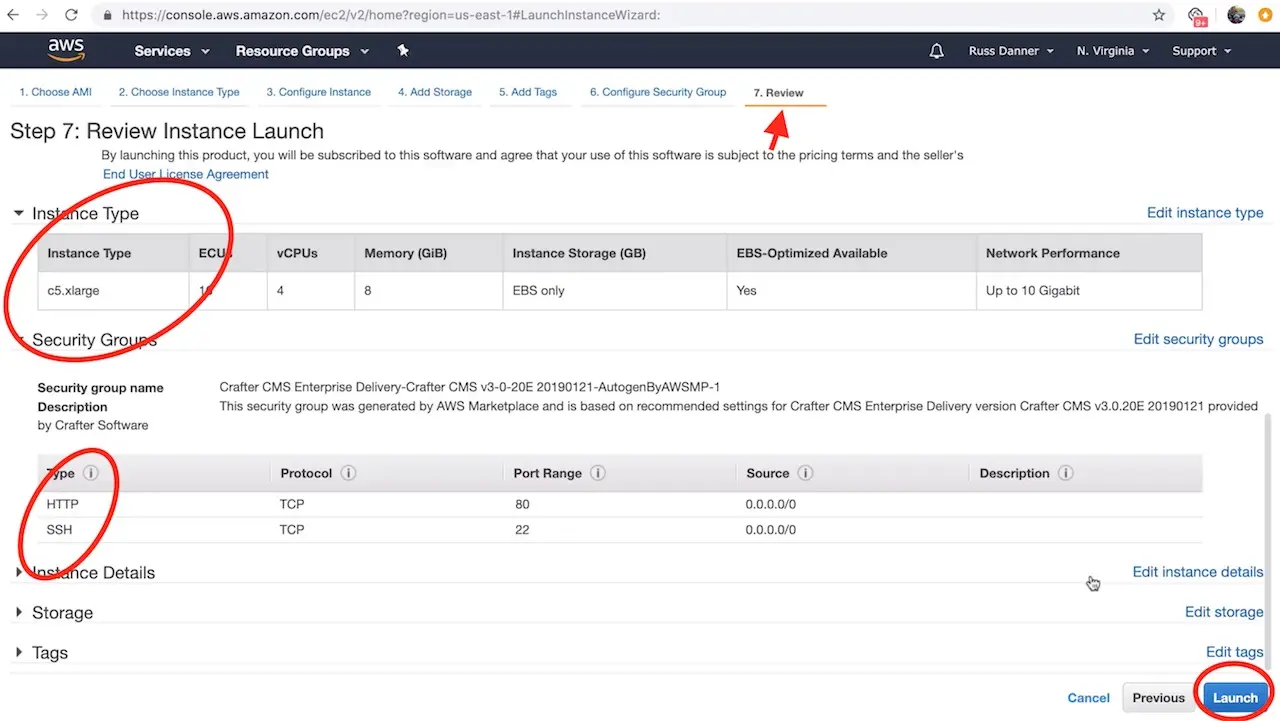 https://console.aws.amazon.com/ec2/v2/home?region=us-east-1#LaunchInstanceWizard:
9+
aws Services Resource Groups Russ Danner N. Virginia Support
1. Choose AMI 2. Choose Instance Type 3. Configure Instance 4. Add Storage 5. Add Tags 6. Configure Security Group 7. Review
Step 7: Review Instance Launch
By launching this product, you will be subscribed to this software and agree that your use of this software is subject to the pricing terms and the seller's
End User License Agreement
Instance Type Edit instance type
Instance Type ECUs vCPUs Memory (GiB) Instance Storage (GB) EBS-Optimized Available Network Performance
c5.xlarge 4 8 EBS only Yes Up to 10 Gigabit
Security Groups Edit security groups
Security group name Crafter CMS Enterprise Delivery-Crafter CMS v3-0-20E 20190121-AutogenByAWSMP-1
Description This security group was generated by AWS Marketplace and is based on recommended settings for Crafter CMS Enterprise Delivery version Crafter CMS v3.0.20E 20190121 provided
by Crafter Software
Type Protocol Port Range Source Description
HTTP TCP 80 0.0.0.0/0
SSH TCP 22 0.0.0.0/0
Instance Details Edit instance details
Storage Edit storage
Tags Edit tags
Cancel Previous Launch